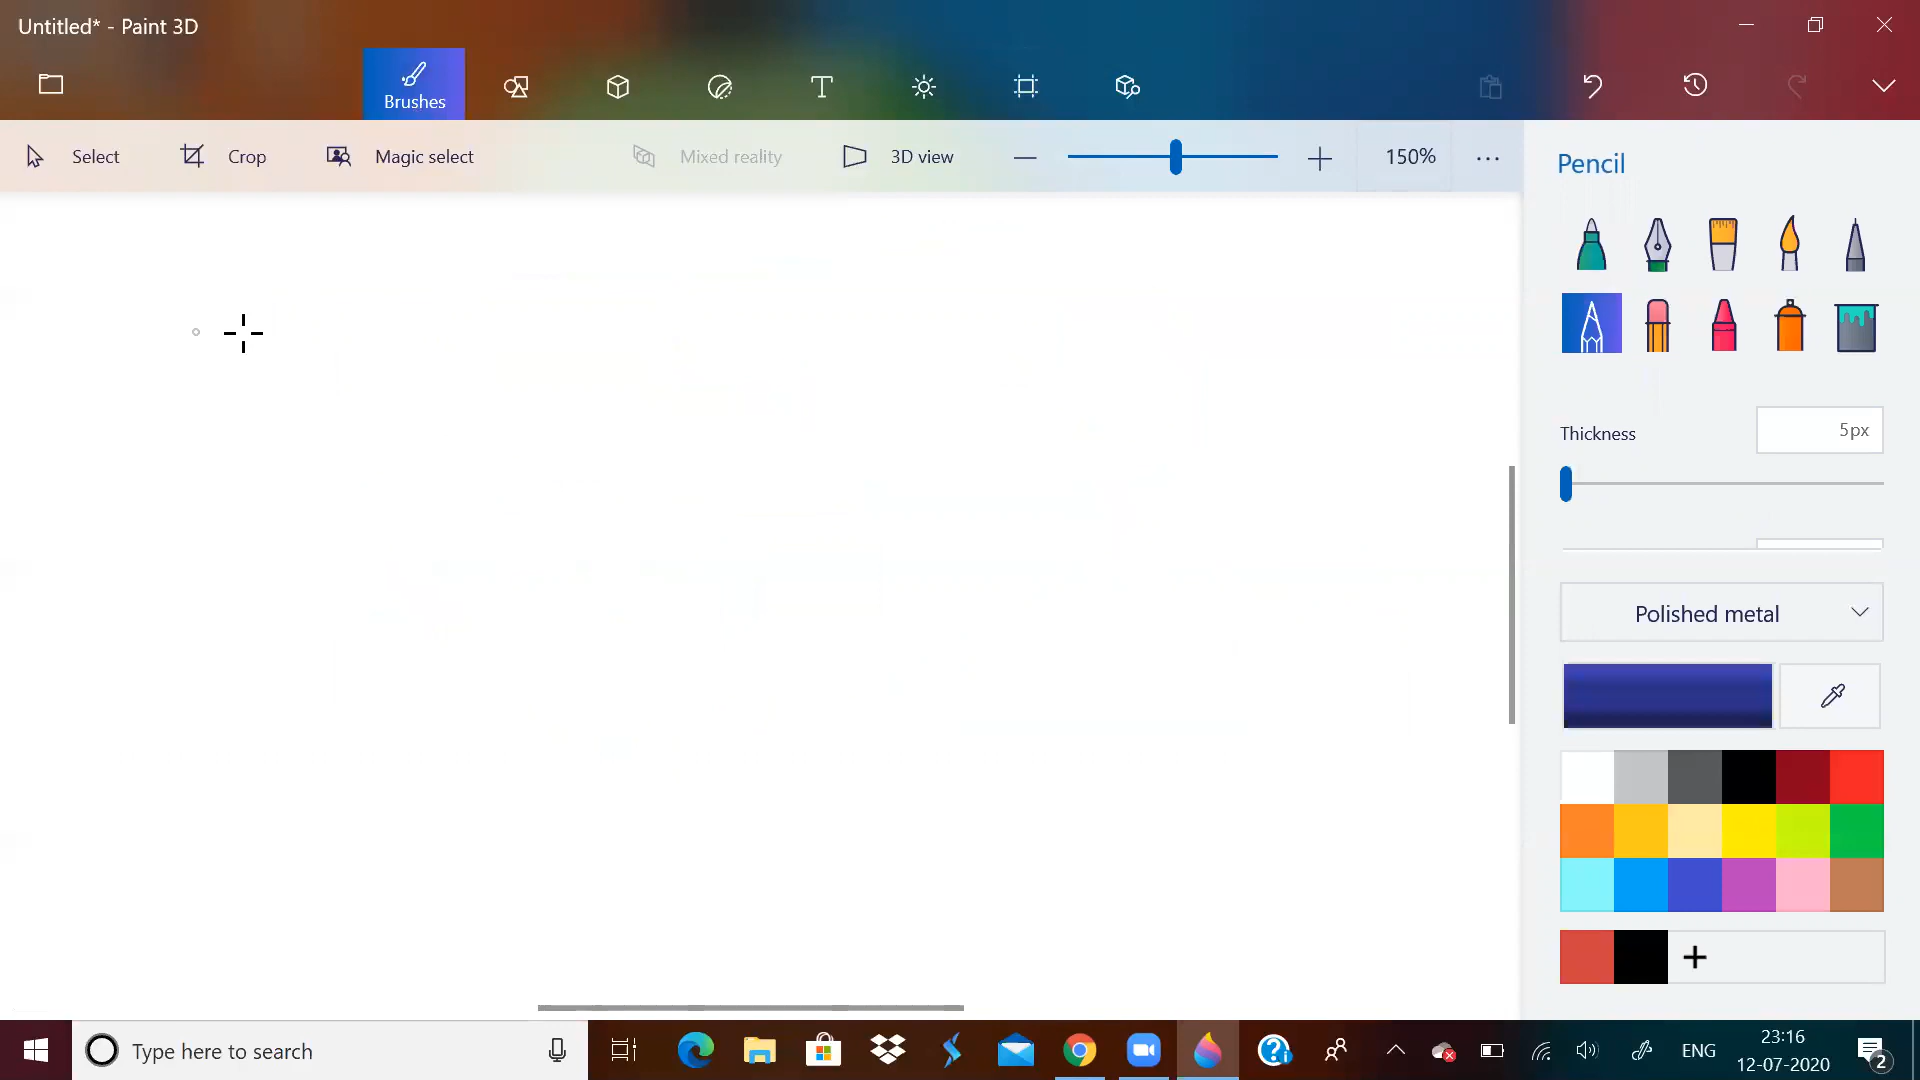 Untitled* - Paint 3D
Brushes
Select
Crop
Magic select
Mixed reality
3D view
150%
Pencil
Thickness
5px
Polished metal
Type here to search
ENG
23:16
12-07-2020
2